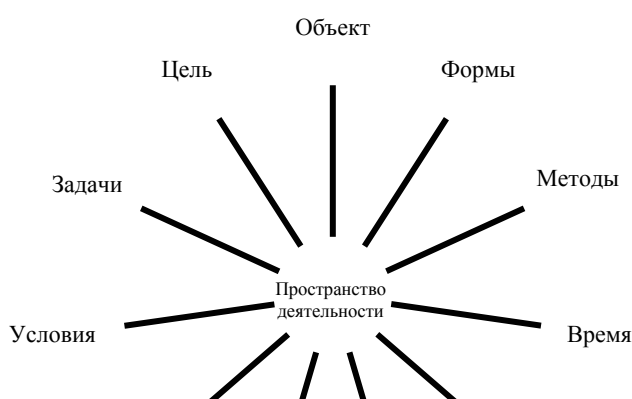 Объект
Цель
Формы
Задачи
Методы
Пространство
деятельности
Условия
Время